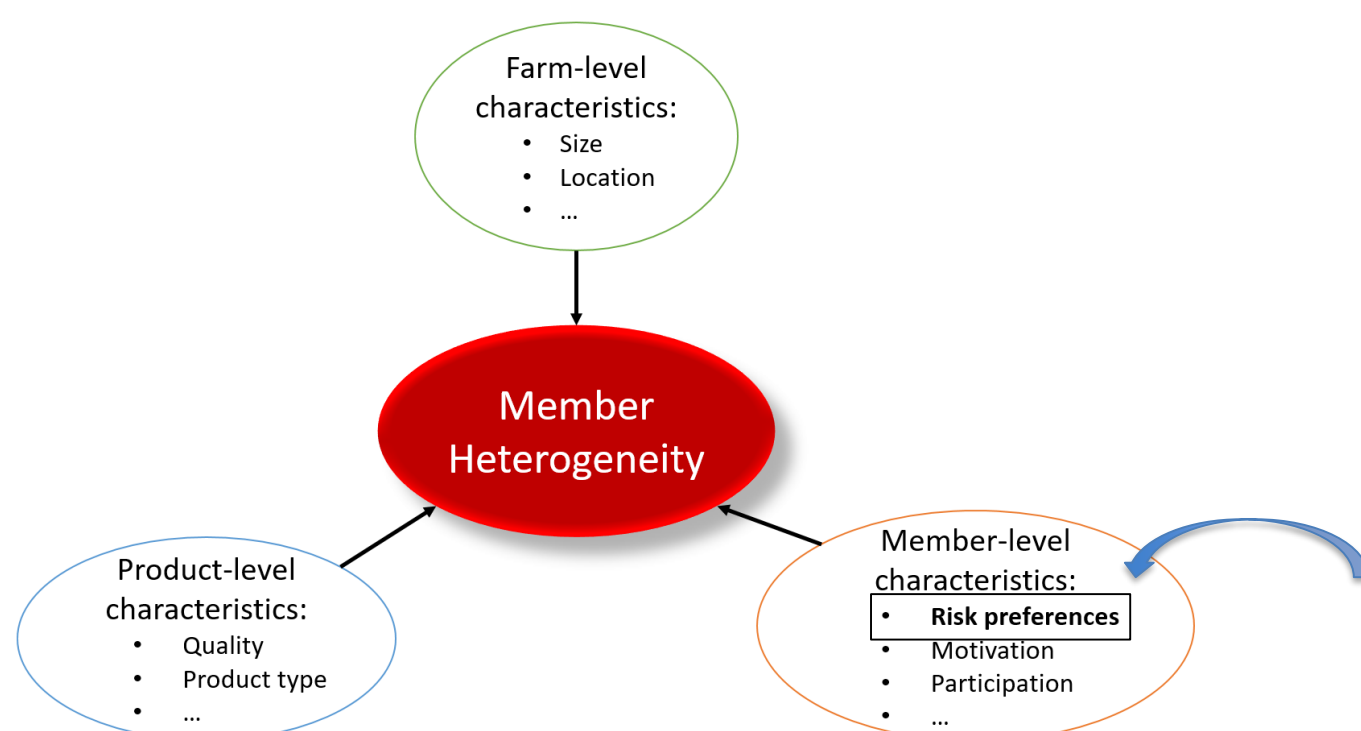 Farm-level
characteristics:
• Size
• Location
• ...
Member
Heterogeneity
Product-level
characteristics:
• Quality
• Product type
• ...
Member-level
characteristics:
• Risk preferences
• Motivation
• Participation
• ...